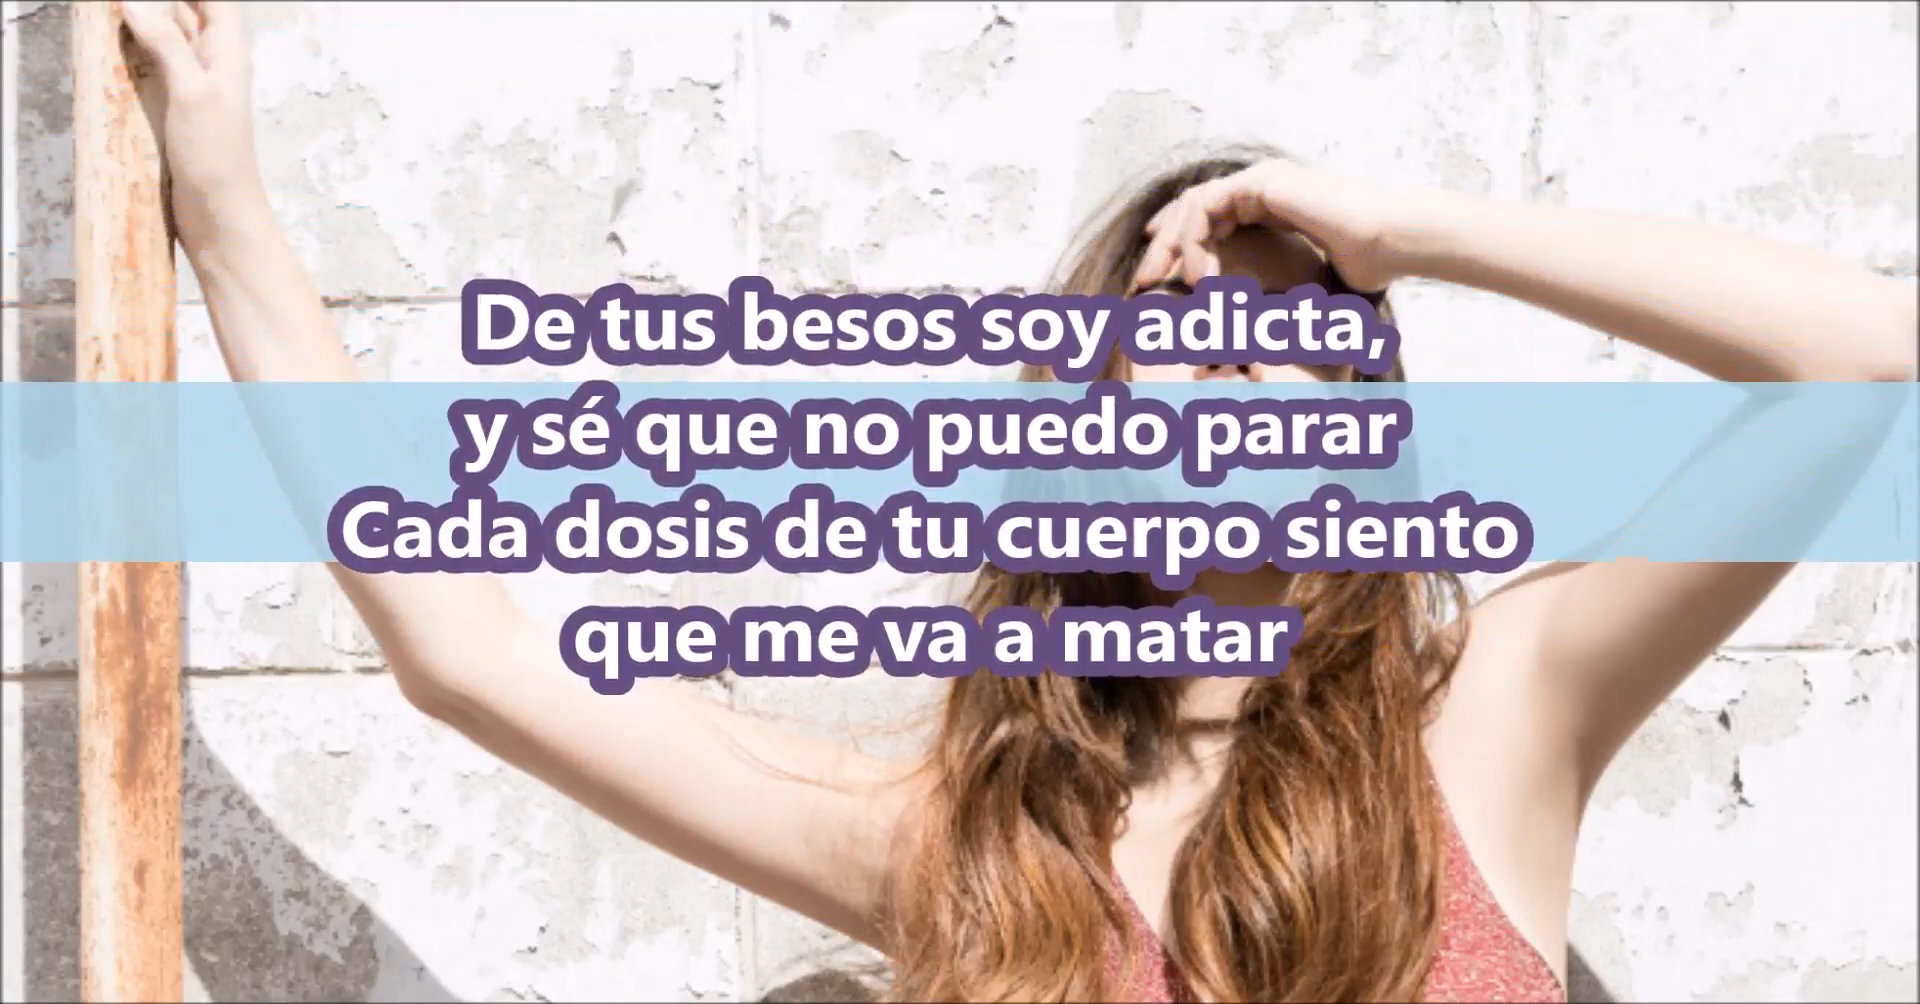 De tus besos soy adicta,
y sé que no puedo parar
Cada dosis de tu cuerpo siento
que me va a matar